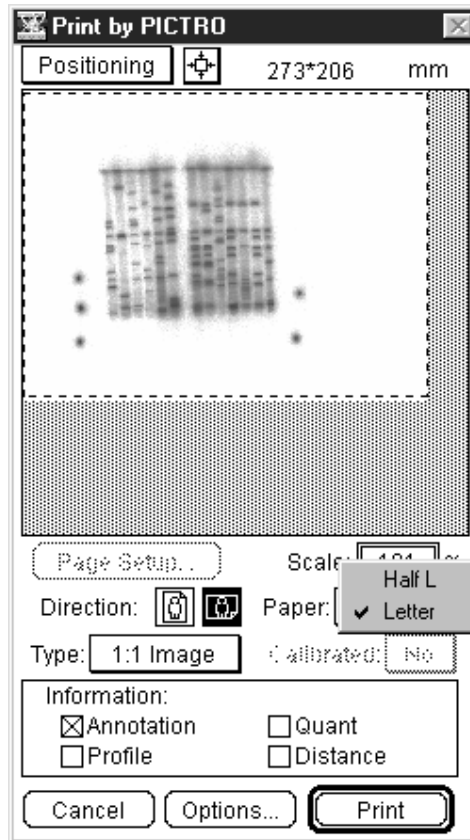 Print by PICTRO
Positioning 273*206 mm
Page Setup...
Scale: %
Half L
Direction: Paper: Letter
Type: 1:1 Image Calibrated: No
Information:
Annotation Quant
Profile Distance
Cancel Options... Print